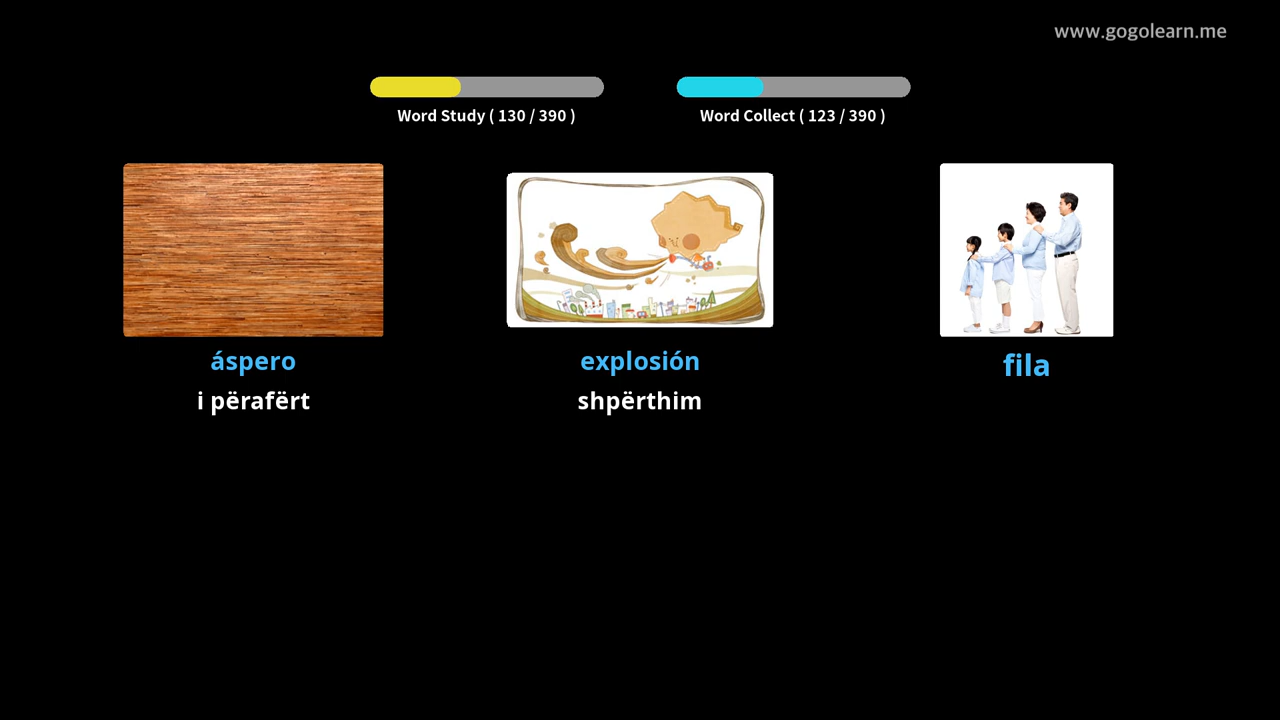 www.gogolearn.me
Word Study ( 130 / 390 )
Word Collect ( 123 / 390 )
áspero
explosión
fila
i përafërt
shpërthim